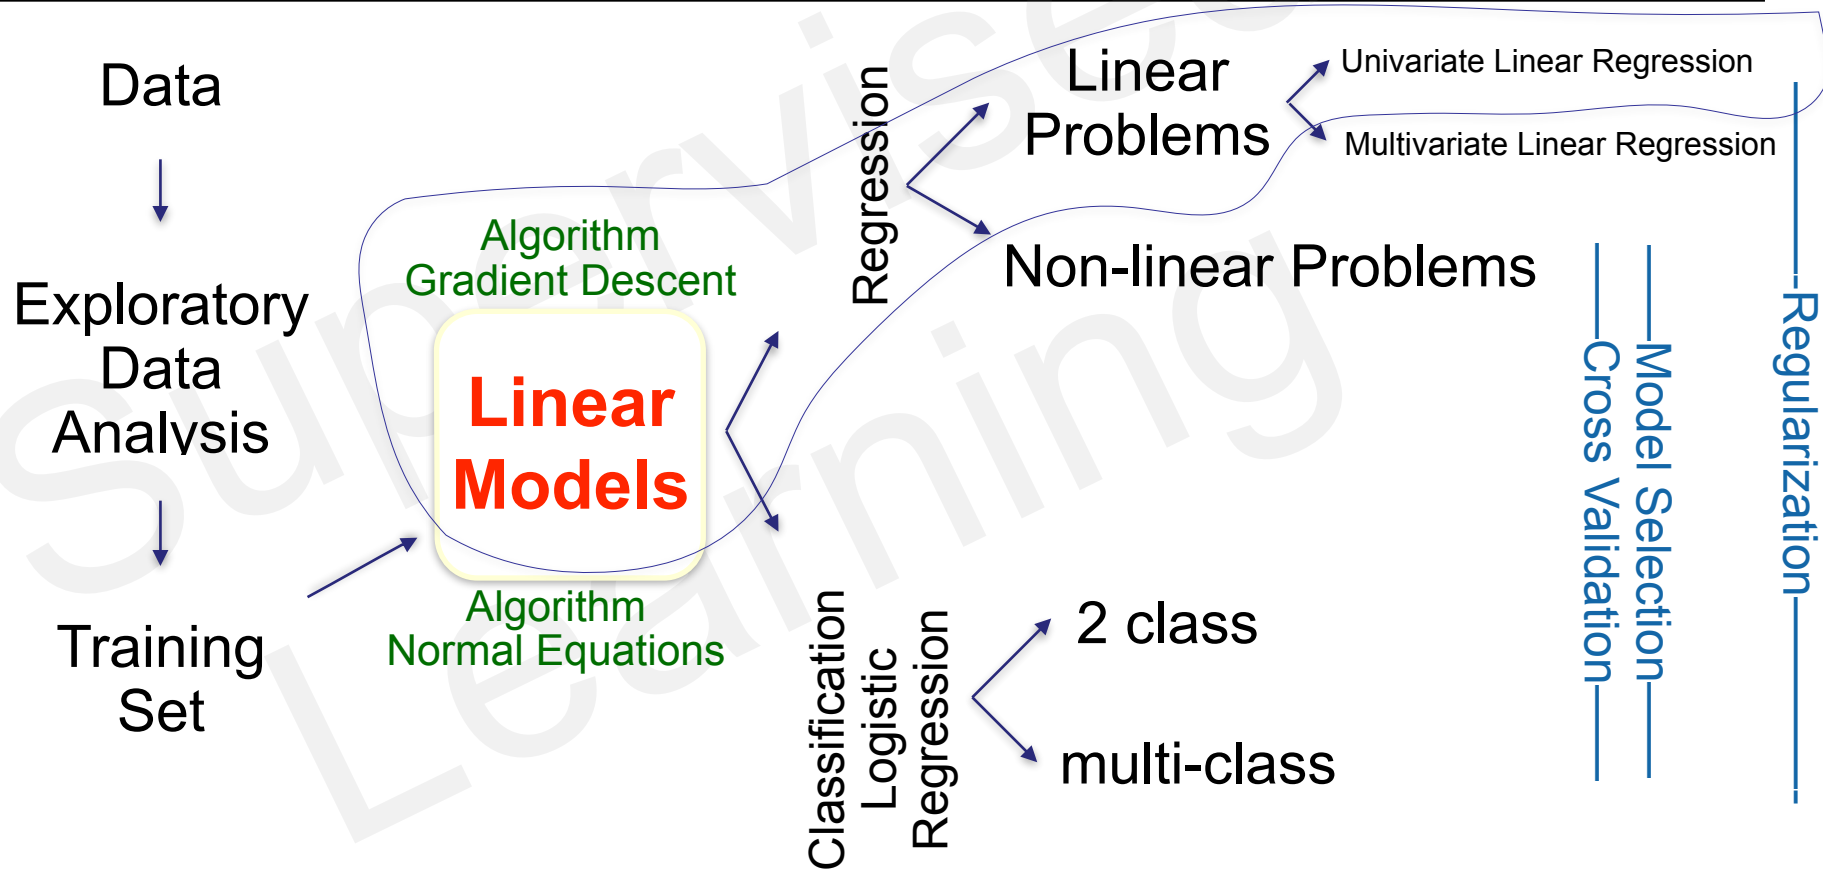 Supervised
Learning
Data
Exploratory
Data
Analysis
Training
Set
Algorithm
Gradient Descent
Linear
Models
Algorithm
Normal Equations
Regression
Linear
Problems
Univariate Linear Regression
Multivariate Linear Regression
Non-linear Problems
Classification
Logistic
Regression
2 class
multi-class
Cross Validation
Model Selection
Regularization